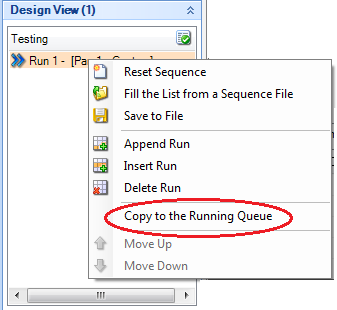 Design View (1)
Testing
Run 1 - [Pa
Reset Sequence
Fill the List from a Sequence File
Save to File
Append Run
Insert Run
Delete Run
Copy to the Running Queue
Move Up
Move Down